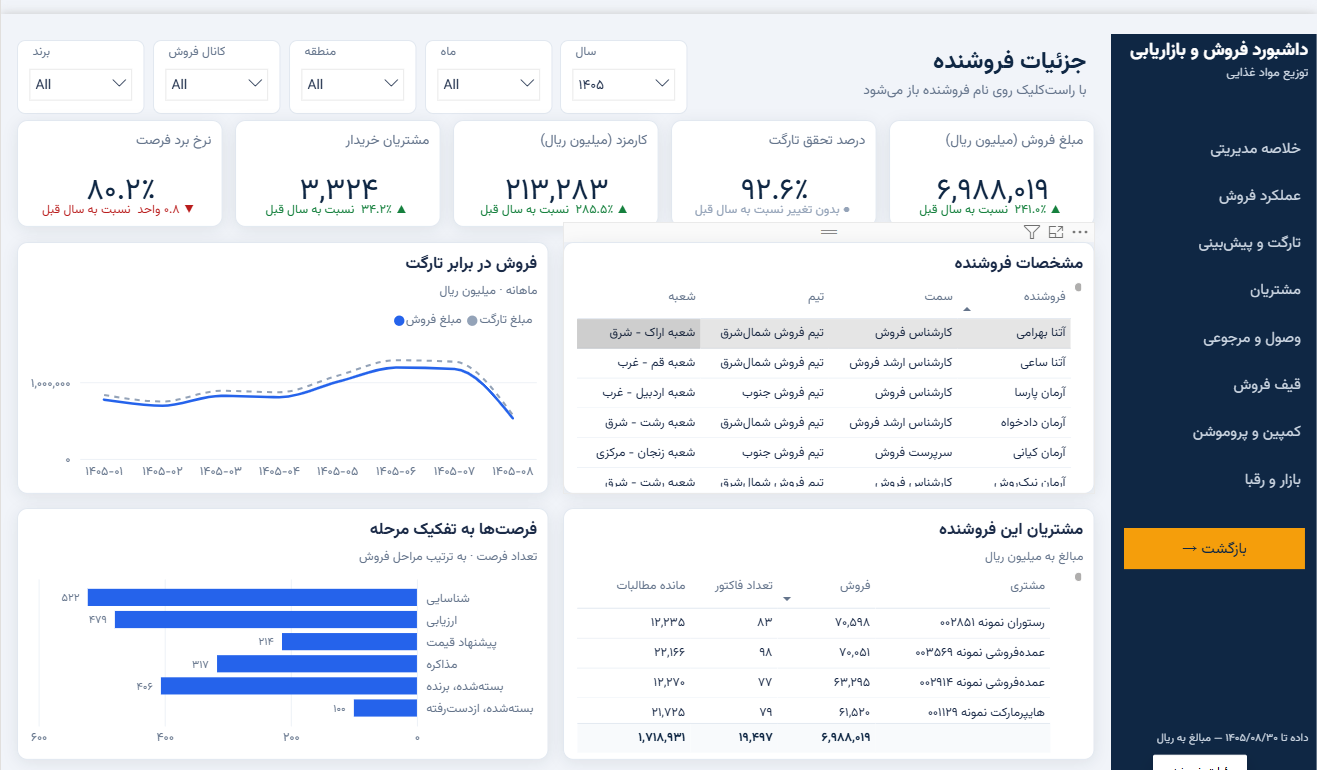 داشبورد فروش و بازاریابی
توزیع مواد غذایی
خلاصه مدیریتی
عملکرد فروش
تارگت و پیش‌بینی
مشتریان
وصول و مرجوعی
قیف فروش
کمپین و پروموشن
بازار و رقبا
بازگشت →
داده تا ۱۴۰۵/۰۸/۳۰ — مبالغ به ریال
جزئیات فروشنده
با راست‌کلیک روی نام فروشنده باز می‌شود
سال
۱۴۰۵
ماه
All
منطقه
All
کانال فروش
All
برند
All
مبلغ فروش (میلیون ریال)
۶,۹۸۸,۰۱۹
▲ ۲۴۱.۰٪ نسبت به سال قبل
درصد تحقق تارگت
۹۲.۶٪
● بدون تغییر نسبت به سال قبل
کارمزد (میلیون ریال)
۲۱۳,۲۸۳
▲ ۲۸۵.۵٪ نسبت به سال قبل
مشتریان خریدار
۳,۳۲۴
▲ ۳۴.۲٪ نسبت به سال قبل
نرخ برد فرصت
۸۰.۲٪
▼ ۰.۸ واحد نسبت به سال قبل
مشخصات فروشنده
فروشنده سمت تیم شعبه
آتنا بهرامی کارشناس فروش تیم فروش شمال‌شرق شعبه اراک - شرق
آتنا ساعی کارشناس ارشد فروش تیم فروش شمال‌شرق شعبه قم - غرب
آرمان پارسا کارشناس فروش تیم فروش جنوب شعبه اردبیل - غرب
آرمان دادخواه کارشناس ارشد فروش تیم فروش شمال‌شرق شعبه رشت - شرق
آرمان کیانی سرپرست فروش تیم فروش جنوب شعبه زنجان - مرکزی
آرمان نیک‌روش کارشناس فروش تیم فروش شمال‌شرق شعبه رشت - شرق
فروش در برابر تارگت
ماهانه · میلیون ریال
مبلغ تارگت مبلغ فروش
۱,۰۰۰,۰۰۰
۰
۱۴۰۵-۰۱ ۱۴۰۵-۰۲ ۱۴۰۵-۰۳ ۱۴۰۵-۰۴ ۱۴۰۵-۰۵ ۱۴۰۵-۰۶ ۱۴۰۵-۰۷ ۱۴۰۵-۰۸
مشتریان این فروشنده
مبالغ به میلیون ریال
مشتری فروش تعداد فاکتور مانده مطالبات
رستوران نمونه ۰۰۲۸۵۱ ۷۰,۵۹۸ ۸۳ ۱۲,۲۳۵
عمده‌فروشی نمونه ۰۰۳۵۶۹ ۷۰,۰۵۱ ۹۸ ۲۲,۱۶۶
عمده‌فروشی نمونه ۰۰۲۹۱۴ ۶۳,۲۹۵ ۷۷ ۱۲,۲۷۰
هایپرمارکت نمونه ۰۰۱۱۲۹ ۶۱,۵۲۰ ۷۹ ۲۱,۷۲۵
۶,۹۸۸,۰۱۹ ۱۹,۴۹۷ ۱,۷۱۸,۹۳۱
فرصت‌ها به تفکیک مرحله
تعداد فرصت · به ترتیب مراحل فروش
شناسایی ۵۲۲
ارزیابی ۴۷۹
پیشنهاد قیمت ۲۱۴
مذاکره ۳۱۷
بسته‌شده، برنده ۴۰۶
بسته‌شده، ازدست‌رفته ۱۰۰
۰ ۲۰۰ ۴۰۰ ۶۰۰